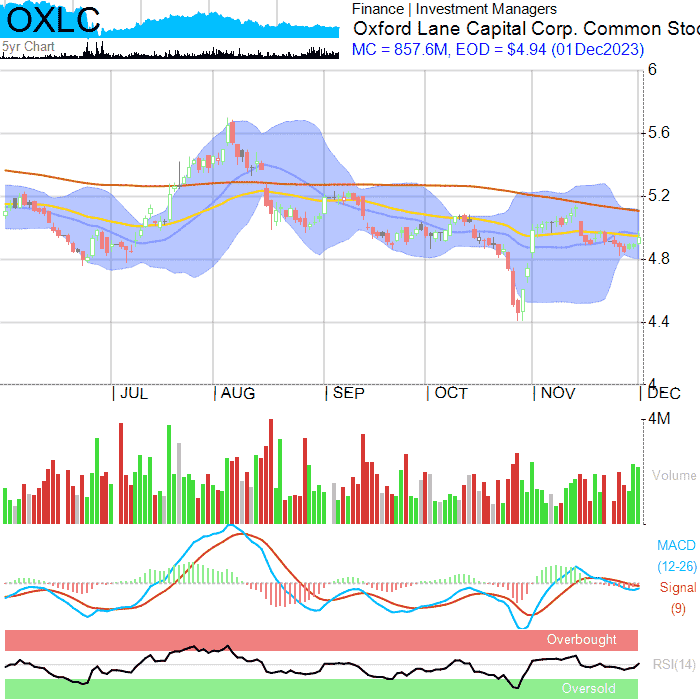 OXLC
5yr Chart
Finance | Investment Managers
Oxford Lane Capital Corp. Common Stoc
MC = 857.6M, EOD = $4.94 (01Dec2023)
6
5.6
5.2
4.8
4.4
4
JUL
AUG
SEP
OCT
NOV
DEC
4M
Volume
MACD
(12-26)
Signal
(9)
Overbought
RSI(14)
Oversold